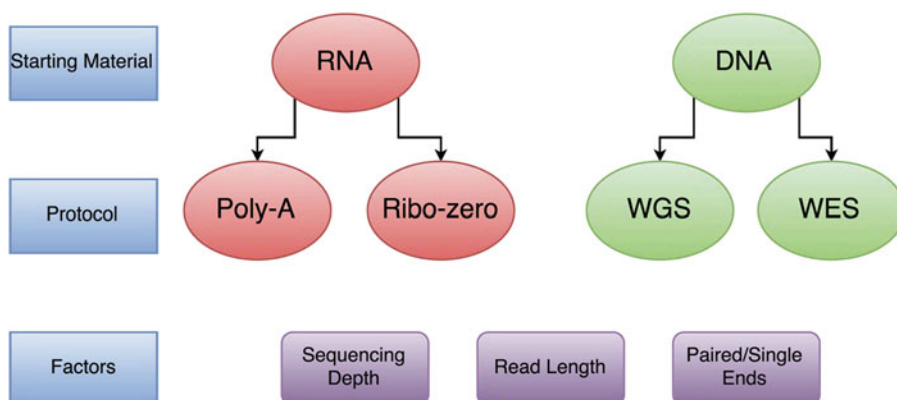 Starting Material
RNA
DNA
Protocol
Poly-A
Ribo-zero
WGS
WES
Factors
Sequencing
Depth
Read Length
Paired/Single
Ends